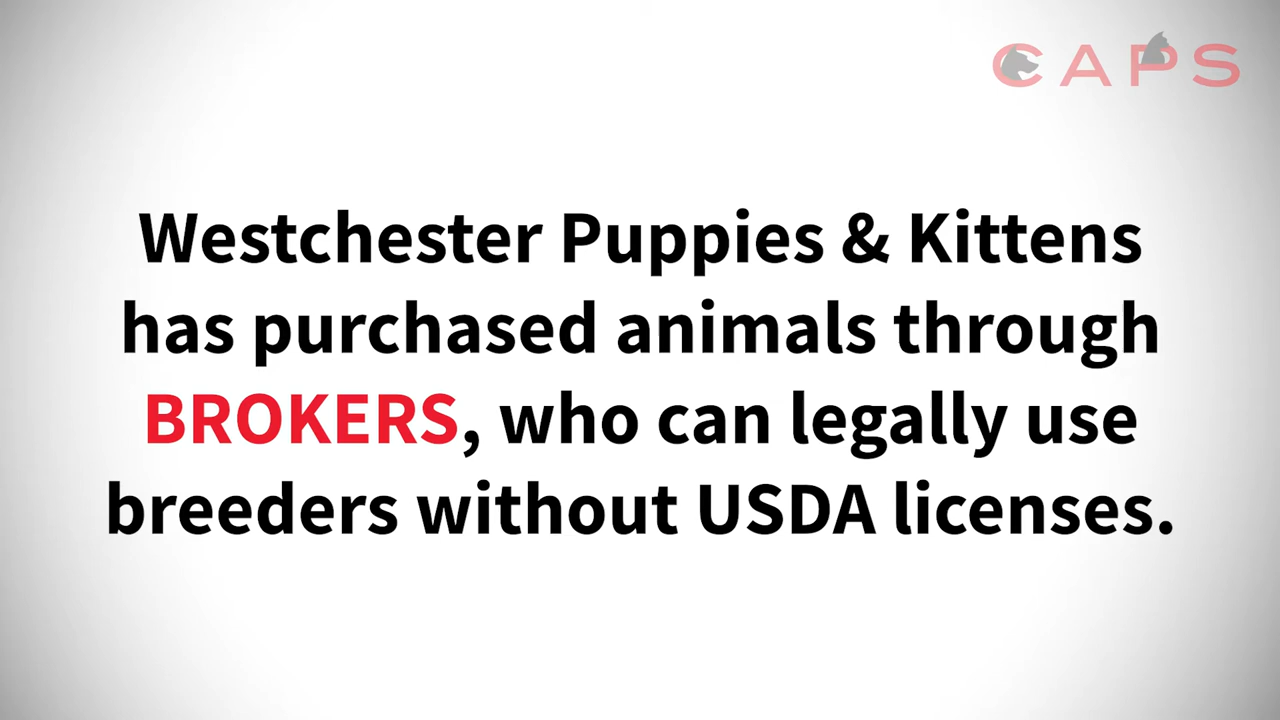 CAPS
Westchester Puppies & Kittens
has purchased animals through
BROKERS, who can legally use
breeders without USDA licenses.